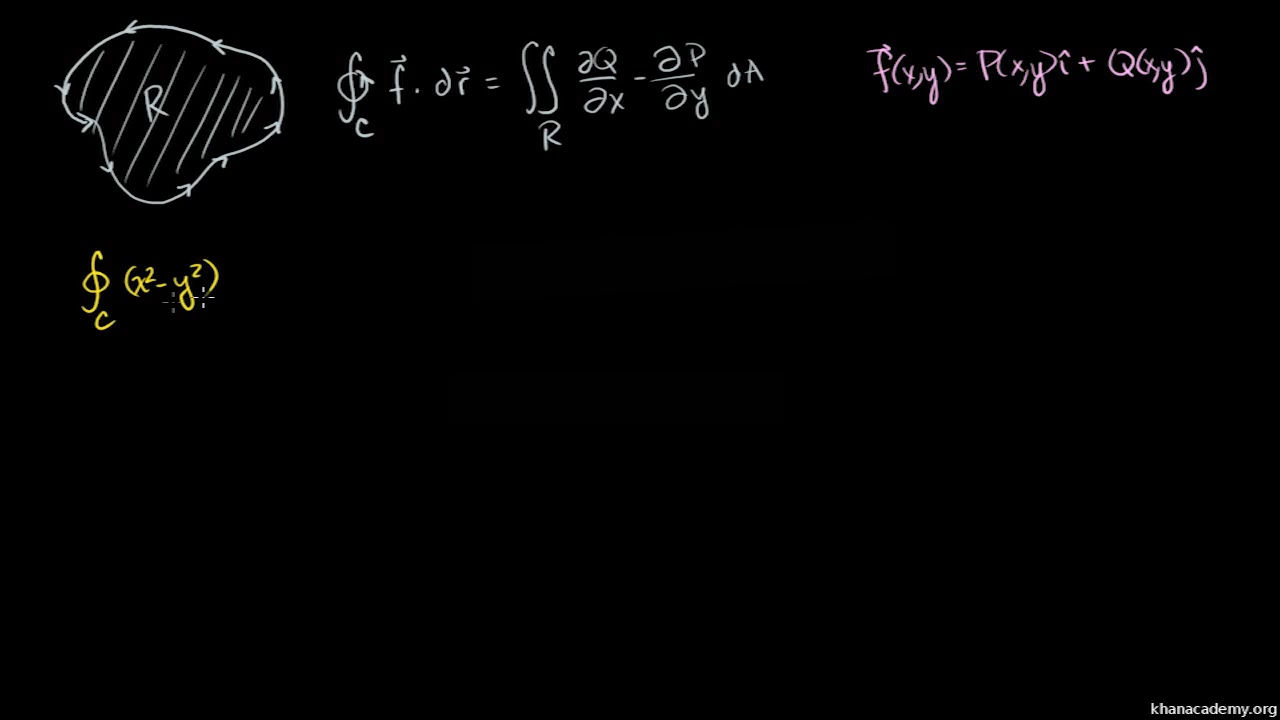 R
∮_C f⃗ · dr⃗ = ∬_R ∂Q/∂x − ∂P/∂y dA
f⃗(x,y) = P(x,y)î + Q(x,y)ĵ
∮_C (x² − y²)
khanacademy.org